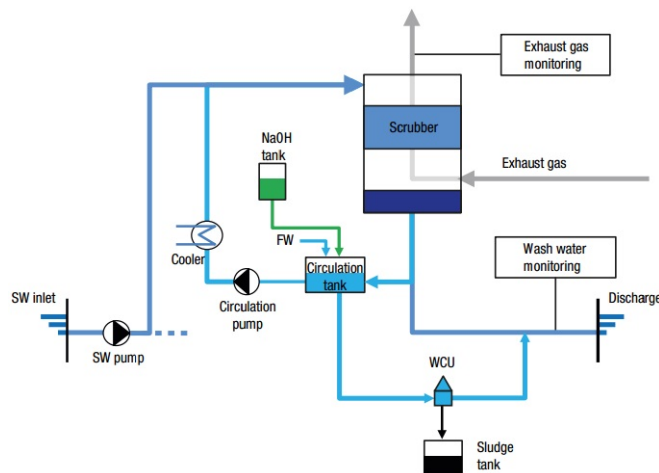 Exhaust gas
monitoring
Scrubber
NaOH
tank
Exhaust gas
FW
Wash water
monitoring
Cooler
Circulation
tank
SW inlet
Circulation
pump
Discharge
SW pump
WCU
Sludge
tank